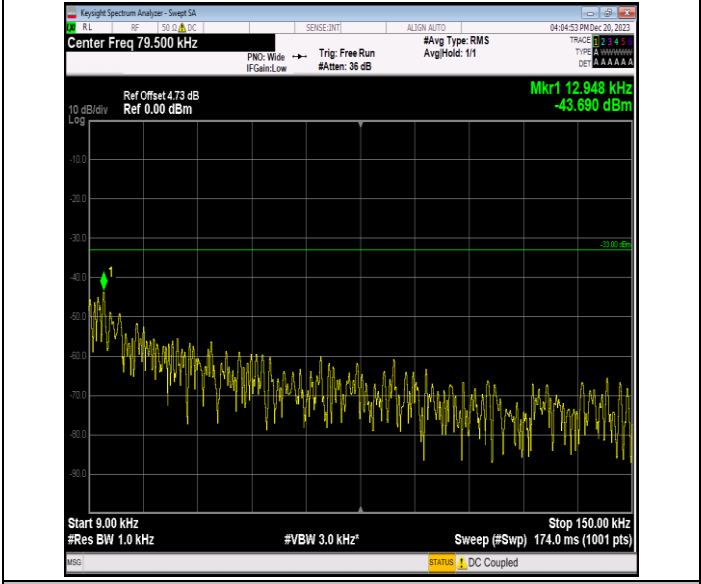 Keysight Spectrum Analyzer - Swept SA
RL RF 50 Ω DC SENSE:INT ALIGN AUTO 04:04:53 PM Dec 20, 2023
Center Freq 79.500 kHz
#Avg Type: RMS
TRACE 1 2 3 4 5 6
PNO: Wide
Trig: Free Run
Avg|Hold: 1/1
TYPE A WWWWW
IFGain:Low
#Atten: 36 dB
DET A A A A A A
Mkr1 12.948 kHz
-43.690 dBm
Ref Offset 4.73 dB
10 dB/div
Ref 0.00 dBm
Log
-10.0
-20.0
-30.0
-33.00 dBm
1
-40.0
-50.0
-60.0
-70.0
-80.0
-90.0
Start 9.00 kHz
Stop 150.00 kHz
#Res BW 1.0 kHz
#VBW 3.0 kHz*
Sweep (#Swp) 174.0 ms (1001 pts)
MSG
STATUS
DC Coupled